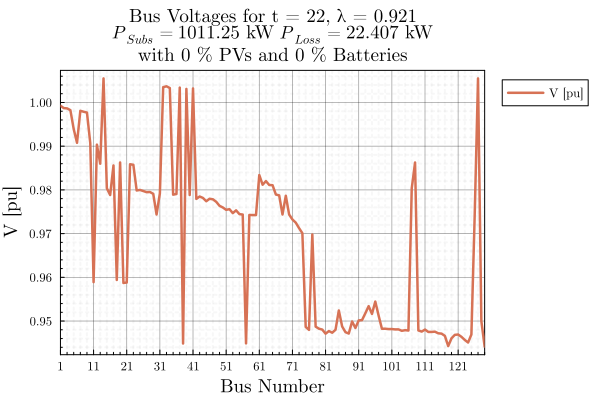 Bus Voltages for t = 22, λ = 0.921
P_Subs = 1011.25 kW P_Loss = 22.407 kW
with 0 % PVs and 0 % Batteries
V [pu]
1.00
0.99
0.98
0.97
0.96
0.95
V [pu]
1 11 21 31 41 51 61 71 81 91 101 111 121
Bus Number